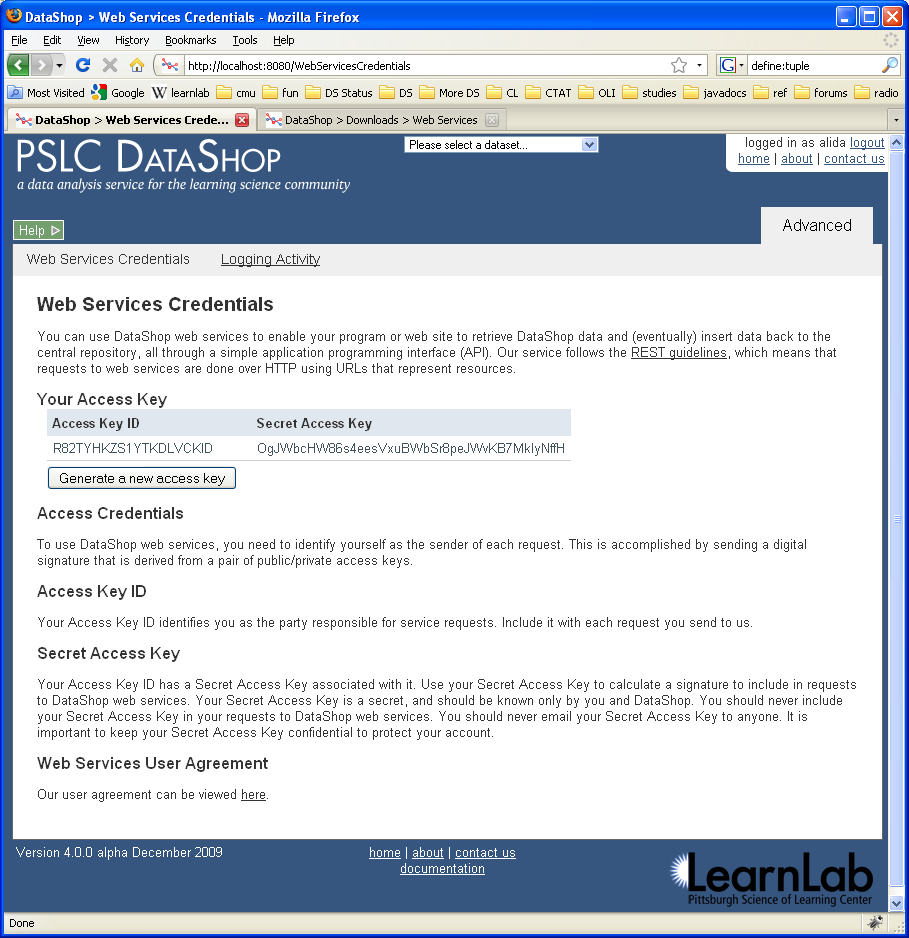 DataShop > Web Services Credentials - Mozilla Firefox
File Edit View History Bookmarks Tools Help
http://localhost:8080/WebServicesCredentials
G define:tuple
Most Visited Google W learnlab cmu fun DS Status DS More DS CL CTAT OLI studies javadocs ref forums radio
DataShop > Web Services Crede... DataShop > Downloads > Web Services
PSLC DATASHOP
a data analysis service for the learning science community
Please select a dataset...
logged in as alida logout
home | about | contact us
Help
Advanced
Web Services Credentials Logging Activity
Web Services Credentials
You can use DataShop web services to enable your program or web site to retrieve DataShop data and (eventually) insert data back to the
central repository, all through a simple application programming interface (API). Our service follows the REST guidelines, which means that
requests to web services are done over HTTP using URLs that represent resources.
Your Access Key
Access Key ID Secret Access Key
R82TYHKZS1YTKDLVCKID
Generate a new access key
Access Credentials
To use DataShop web services, you need to identify yourself as the sender of each request. This is accomplished by sending a digital
signature that is derived from a pair of public/private access keys.
Access Key ID
Your Access Key ID identifies you as the party responsible for service requests. Include it with each request you send to us.
Secret Access Key
Your Access Key ID has a Secret Access Key associated with it. Use your Secret Access Key to calculate a signature to include in requests
to DataShop web services. Your Secret Access Key is a secret, and should be known only by you and DataShop. You should never include
your Secret Access Key in your requests to DataShop web services. You should never email your Secret Access Key to anyone. It is
important to keep your Secret Access Key confidential to protect your account.
Web Services User Agreement
Our user agreement can be viewed here.
Version 4.0.0 alpha December 2009
home | about | contact us
documentation
LearnLab
Pittsburgh Science of Learning Center
Done